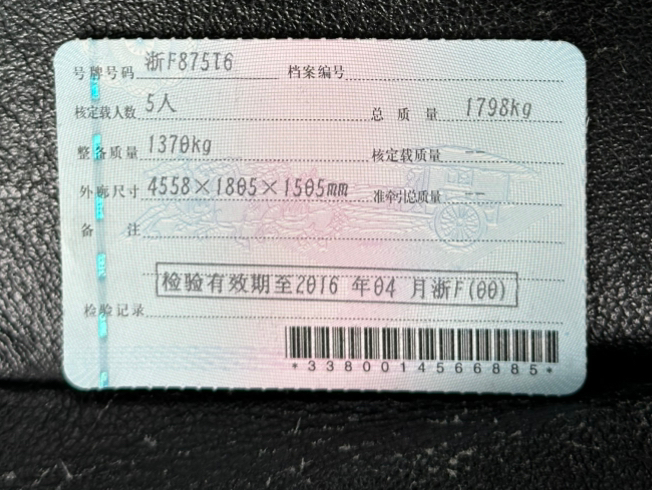 号牌号码 浙F87516 档案编号
核定载人数 5人 总质量 1798kg
整备质量 1370kg 核定载质量 --
外廓尺寸 4558×1805×1505mm 准牵引总质量 --
备注
检验有效期至2016 年04 月浙F(00)
检验记录
*3380014566885*